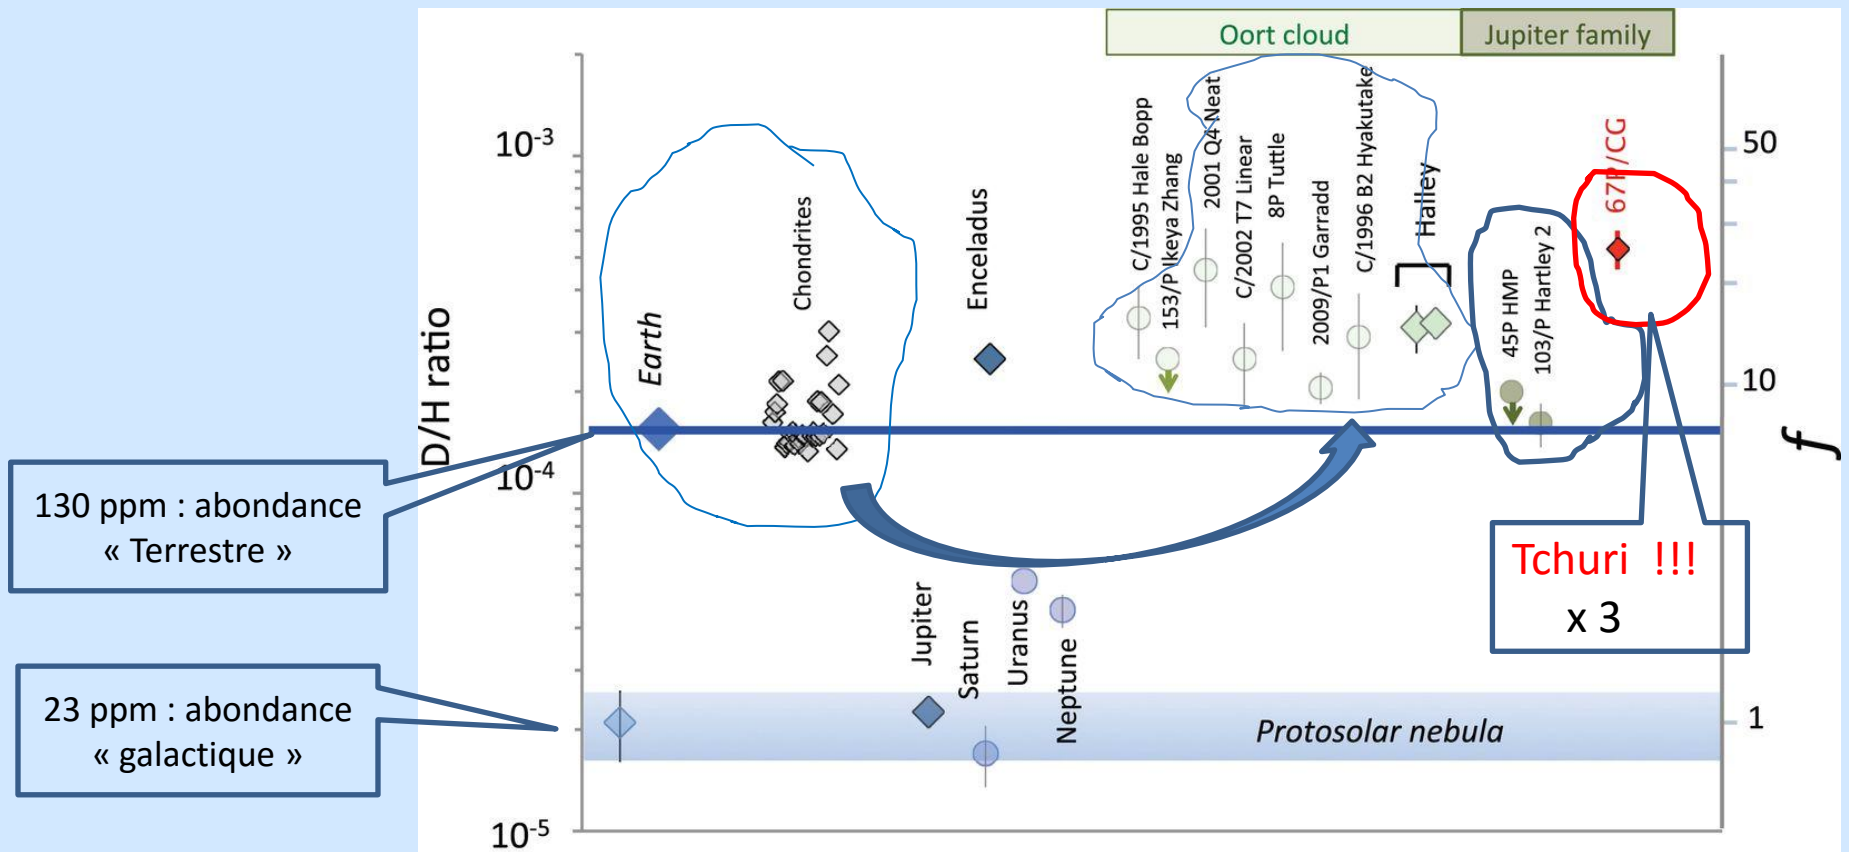 Oort cloud
Jupiter family
10-3
10-4
10-5
D/H ratio
50
10
1
f
Earth
Chondrites
Enceladus
C/1995 Hale Bopp
153/P Ikeya Zhang
2001 Q4 Neat
C/2002 T7 Linear
8P Tuttle
2009/P1 Garradd
C/1996 B2 Hyakutake
Halley
45P HMP
103/P Hartley 2
67P/CG
130 ppm : abondance
« Terrestre »
Tchuri !!!
x 3
Jupiter
Saturn
Uranus
Neptune
23 ppm : abondance
« galactique »
Protosolar nebula